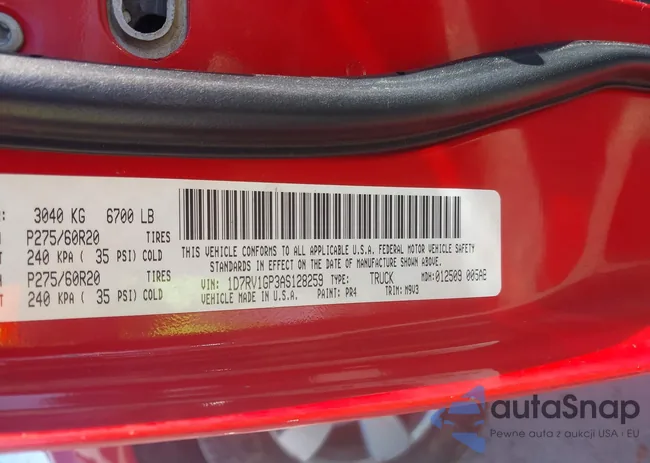 R: 3040 KG 6700 LB
P275/60R20 TIRES
240 KPA ( 35 PSI) COLD
P275/60R20 TIRES
240 KPA ( 35 PSI) COLD
THIS VEHICLE CONFORMS TO ALL APPLICABLE U.S.A. FEDERAL MOTOR VEHICLE SAFETY
STANDARDS IN EFFECT ON THE DATE OF MANUFACTURE SHOWN ABOVE.
VIN: 1D7RV1GP3AS128259 TYPE: TRUCK MDH: 012509 005AB
VEHICLE MADE IN U.S.A. PAINT: PR4 TRIM: M9V3
autaSnap
Pewne auta z aukcji USA i EU